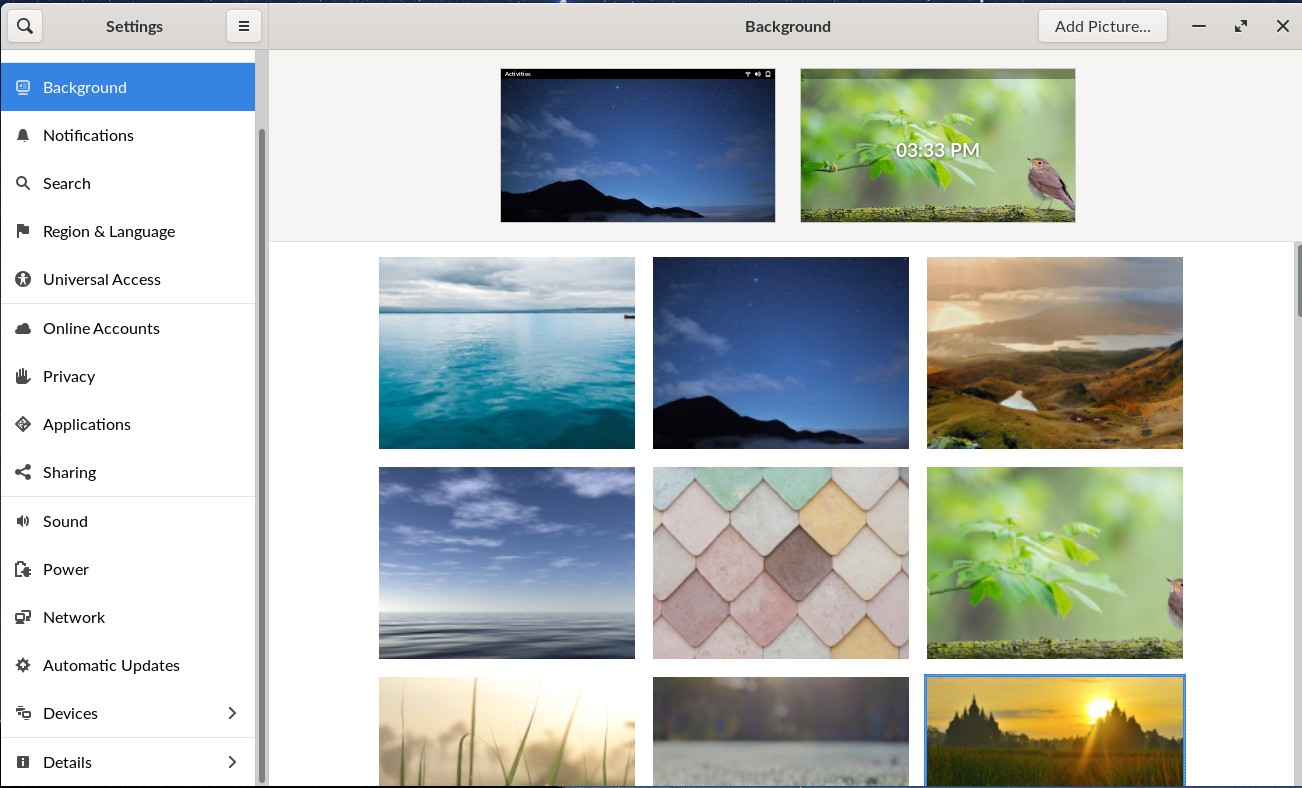 Settings
Background
Add Picture...
Background
Notifications
Search
Region & Language
Universal Access
Online Accounts
Privacy
Applications
Sharing
Sound
Power
Network
Automatic Updates
Devices
Details
Activities
03:33 PM